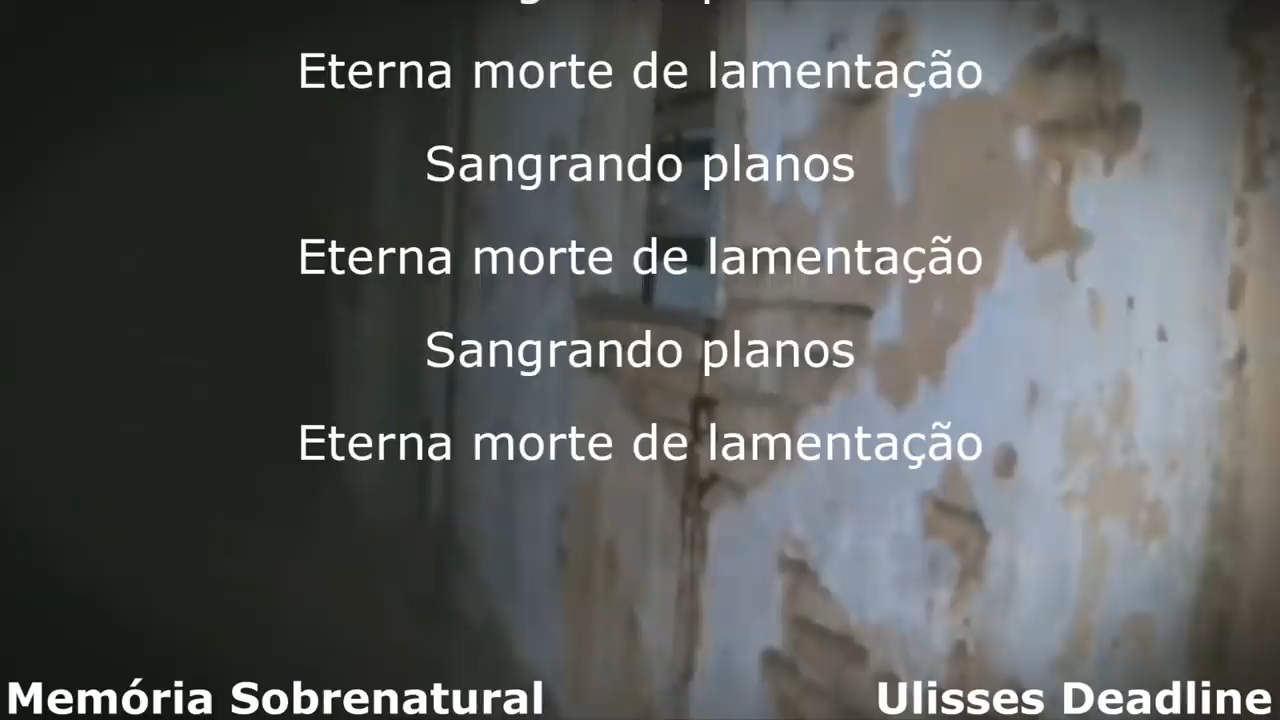 Eterna morte de lamentação
Sangrando planos
Eterna morte de lamentação
Sangrando planos
Eterna morte de lamentação
Memória Sobrenatural
Ulisses Deadline